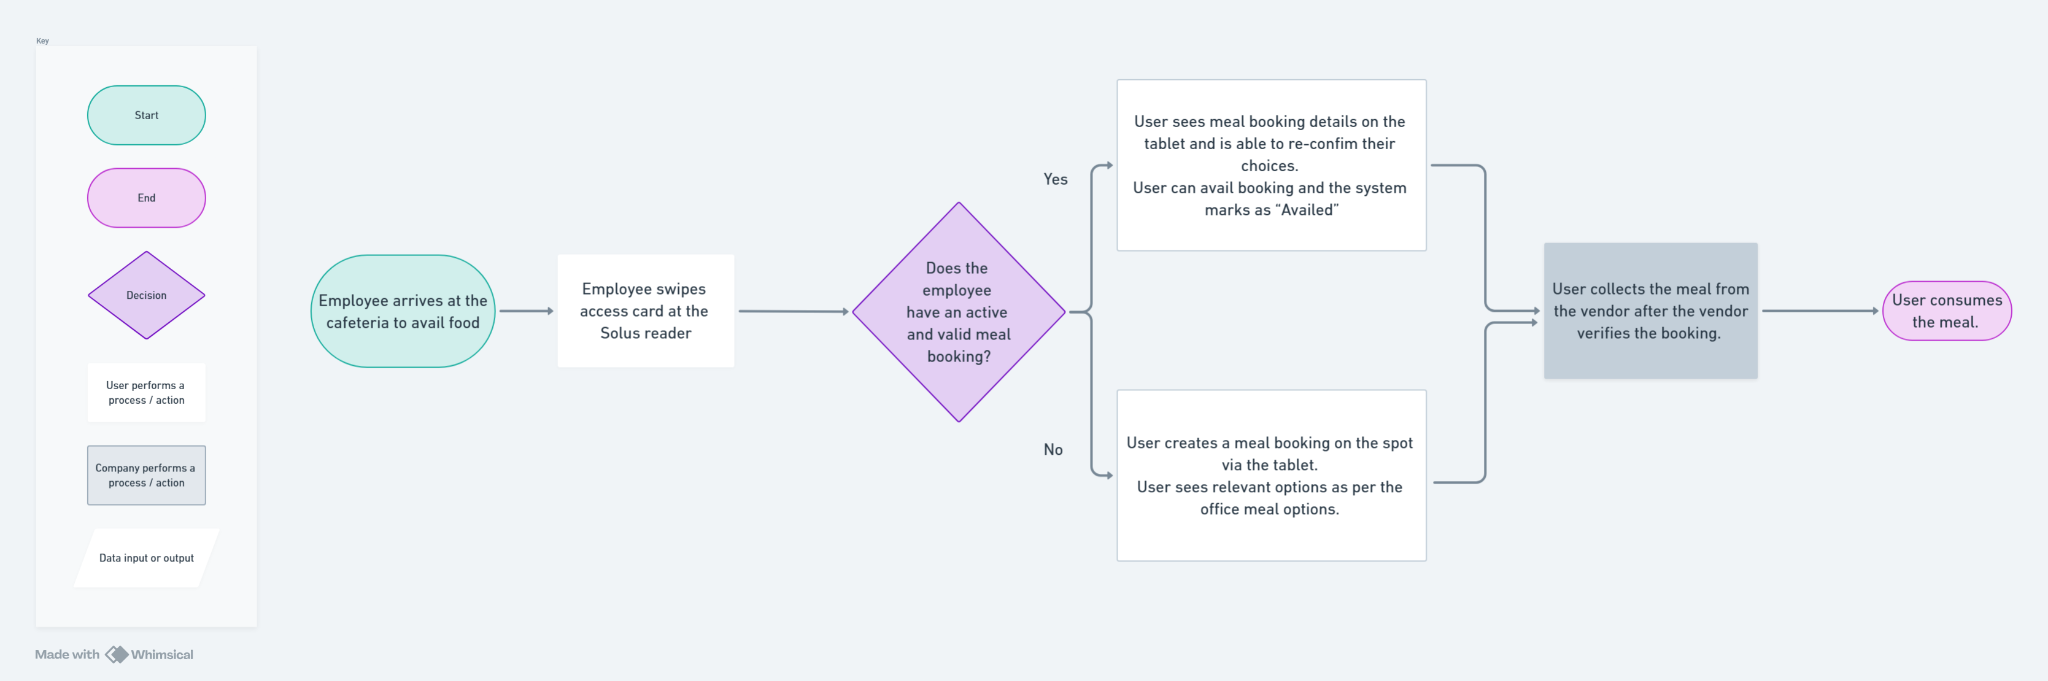 Key
Start
End
Decision
User performs a
process / action
Company performs a
process / action
Data input or output
Made with Whimsical
Employee arrives at the
cafeteria to avail food
Employee swipes
access card at the
Solus reader
Does the
employee
have an active
and valid meal
booking?
Yes
User sees meal booking details on the
tablet and is able to re-confim their
choices.
User can avail booking and the system
marks as “Availed”
No
User creates a meal booking on the spot
via the tablet.
User sees relevant options as per the
office meal options.
User collects the meal from
the vendor after the vendor
verifies the booking.
User consumes
the meal.